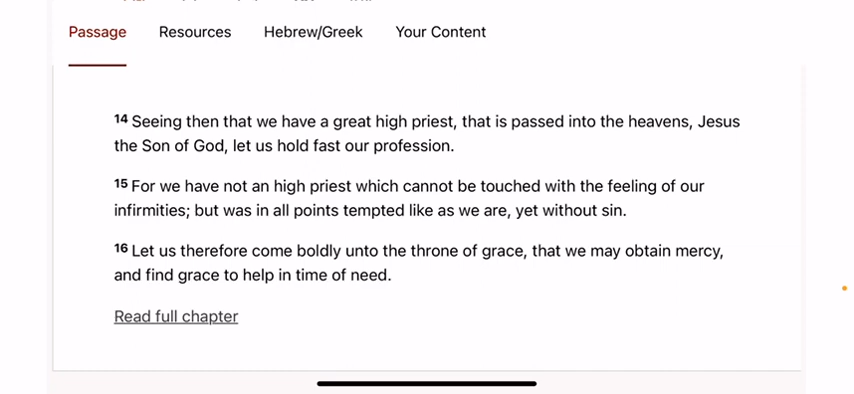 Passage Resources Hebrew/Greek Your Content
14 Seeing then that we have a great high priest, that is passed into the heavens, Jesus
the Son of God, let us hold fast our profession.
15 For we have not an high priest which cannot be touched with the feeling of our
infirmities; but was in all points tempted like as we are, yet without sin.
16 Let us therefore come boldly unto the throne of grace, that we may obtain mercy,
and find grace to help in time of need.
Read full chapter